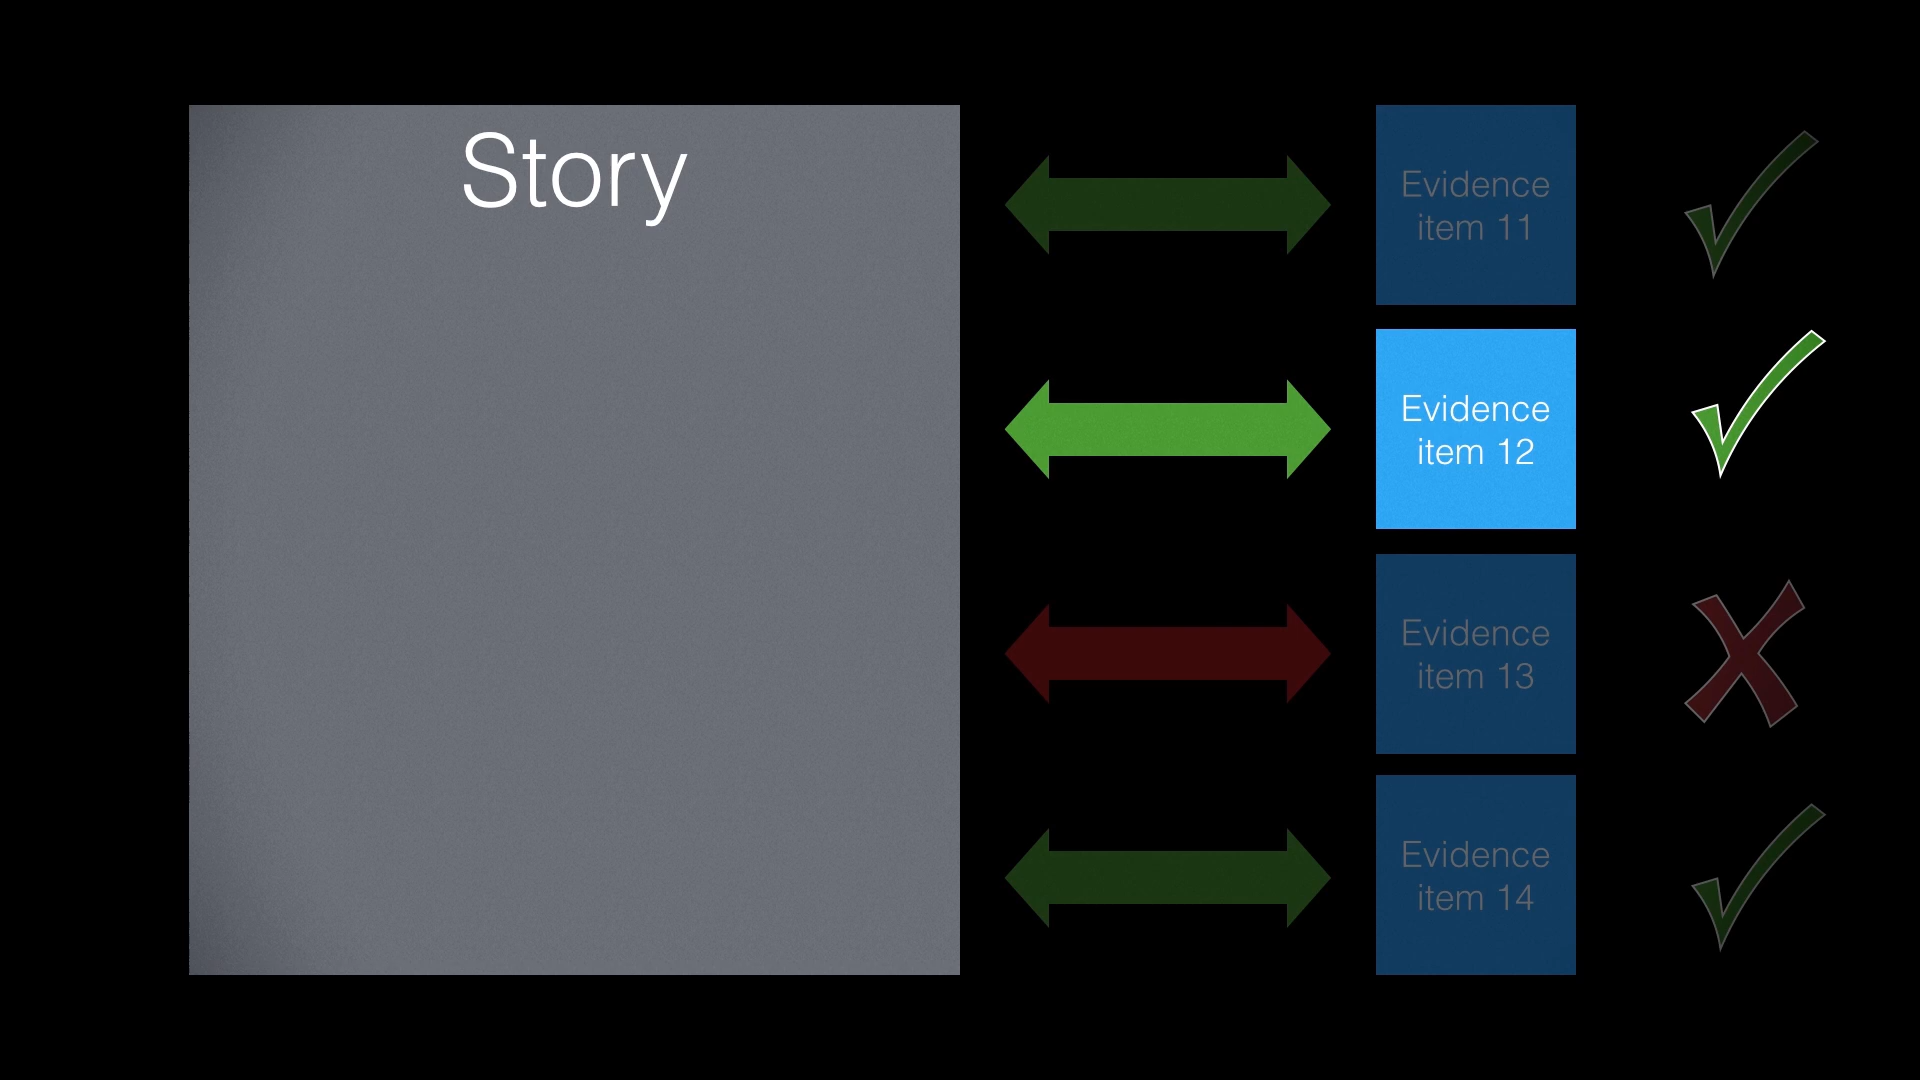 Story
Evidence
item 11
Evidence
item 12
Evidence
item 13
Evidence
item 14